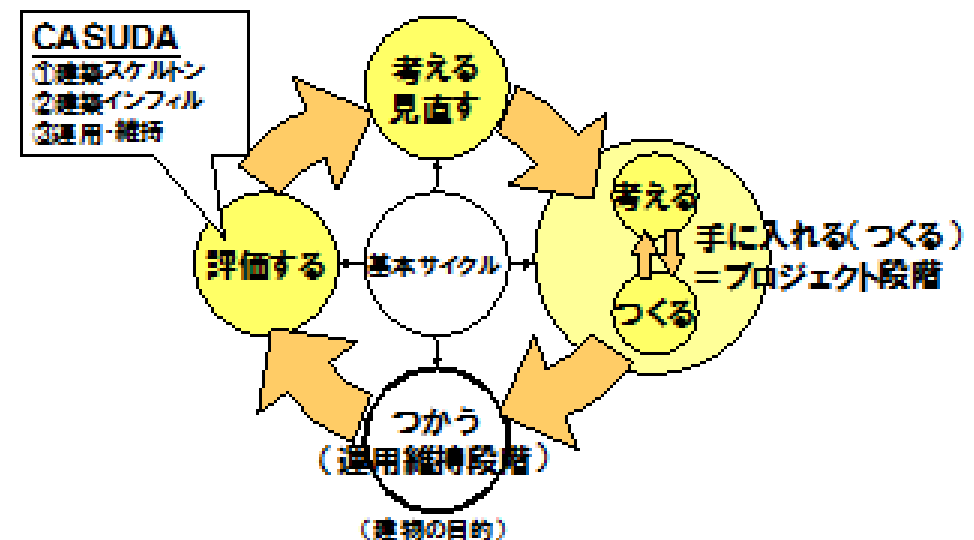 CASUDA
①建築スケルトン
②建築インフィル
③運用・維持
考える
見直す
考える
手に入れる(つくる)
=プロジェクト段階
つくる
評価する
基本サイクル
つかう
(運用維持段階)
(建物の目的)